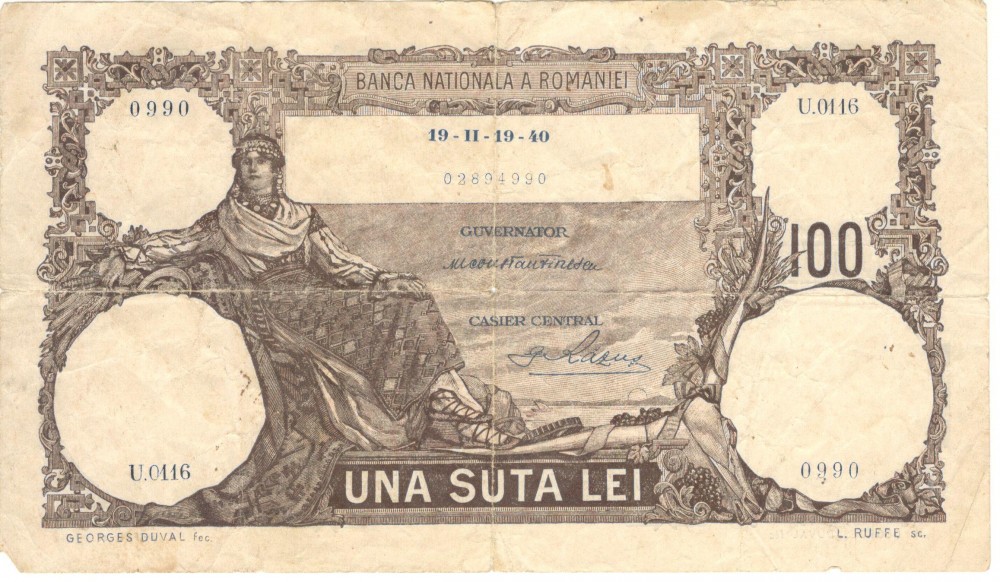 BANCA NATIONALA A ROMANIEI
0990
U.0116
19-II-19-40
02894990
GUVERNATOR
M Constantinescu
100
CASIER CENTRAL
UNA SUTA LEI
U.0116
0990
GEORGES DUVAL fec.
L. RUFFE sc.